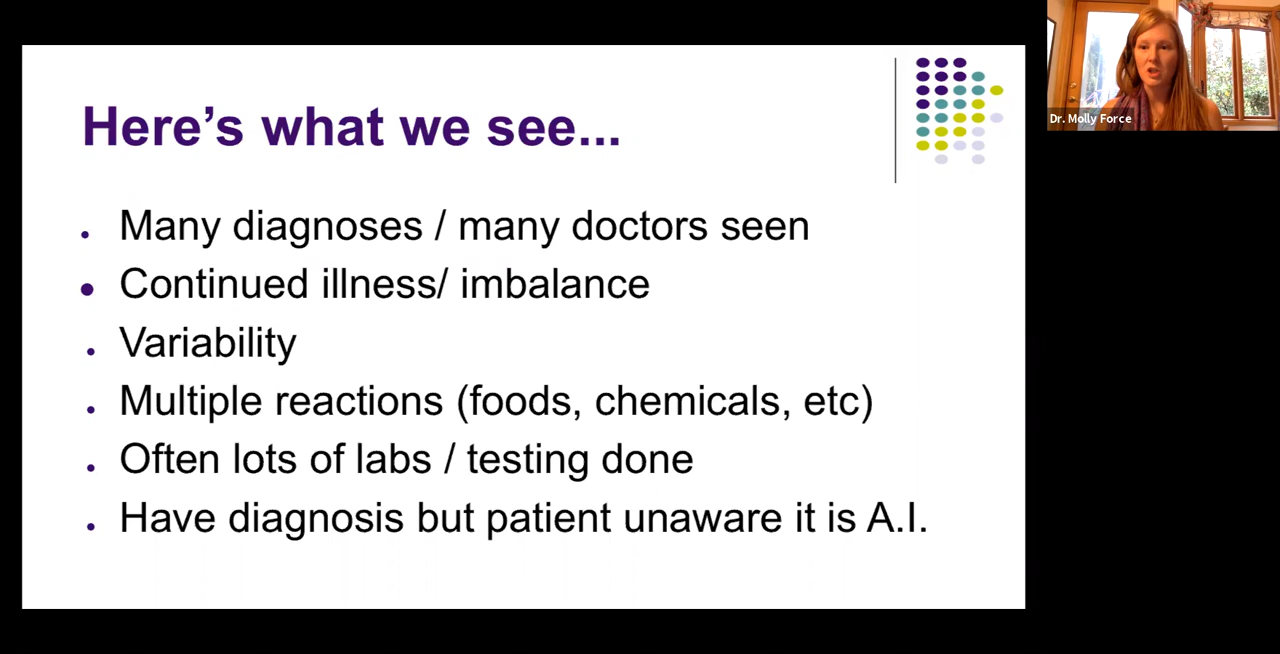 Here's what we see...
Many diagnoses / many doctors seen
Continued illness/ imbalance
Variability
Multiple reactions (foods, chemicals, etc)
Often lots of labs / testing done
Have diagnosis but patient unaware it is A.I.
Dr. Molly Force